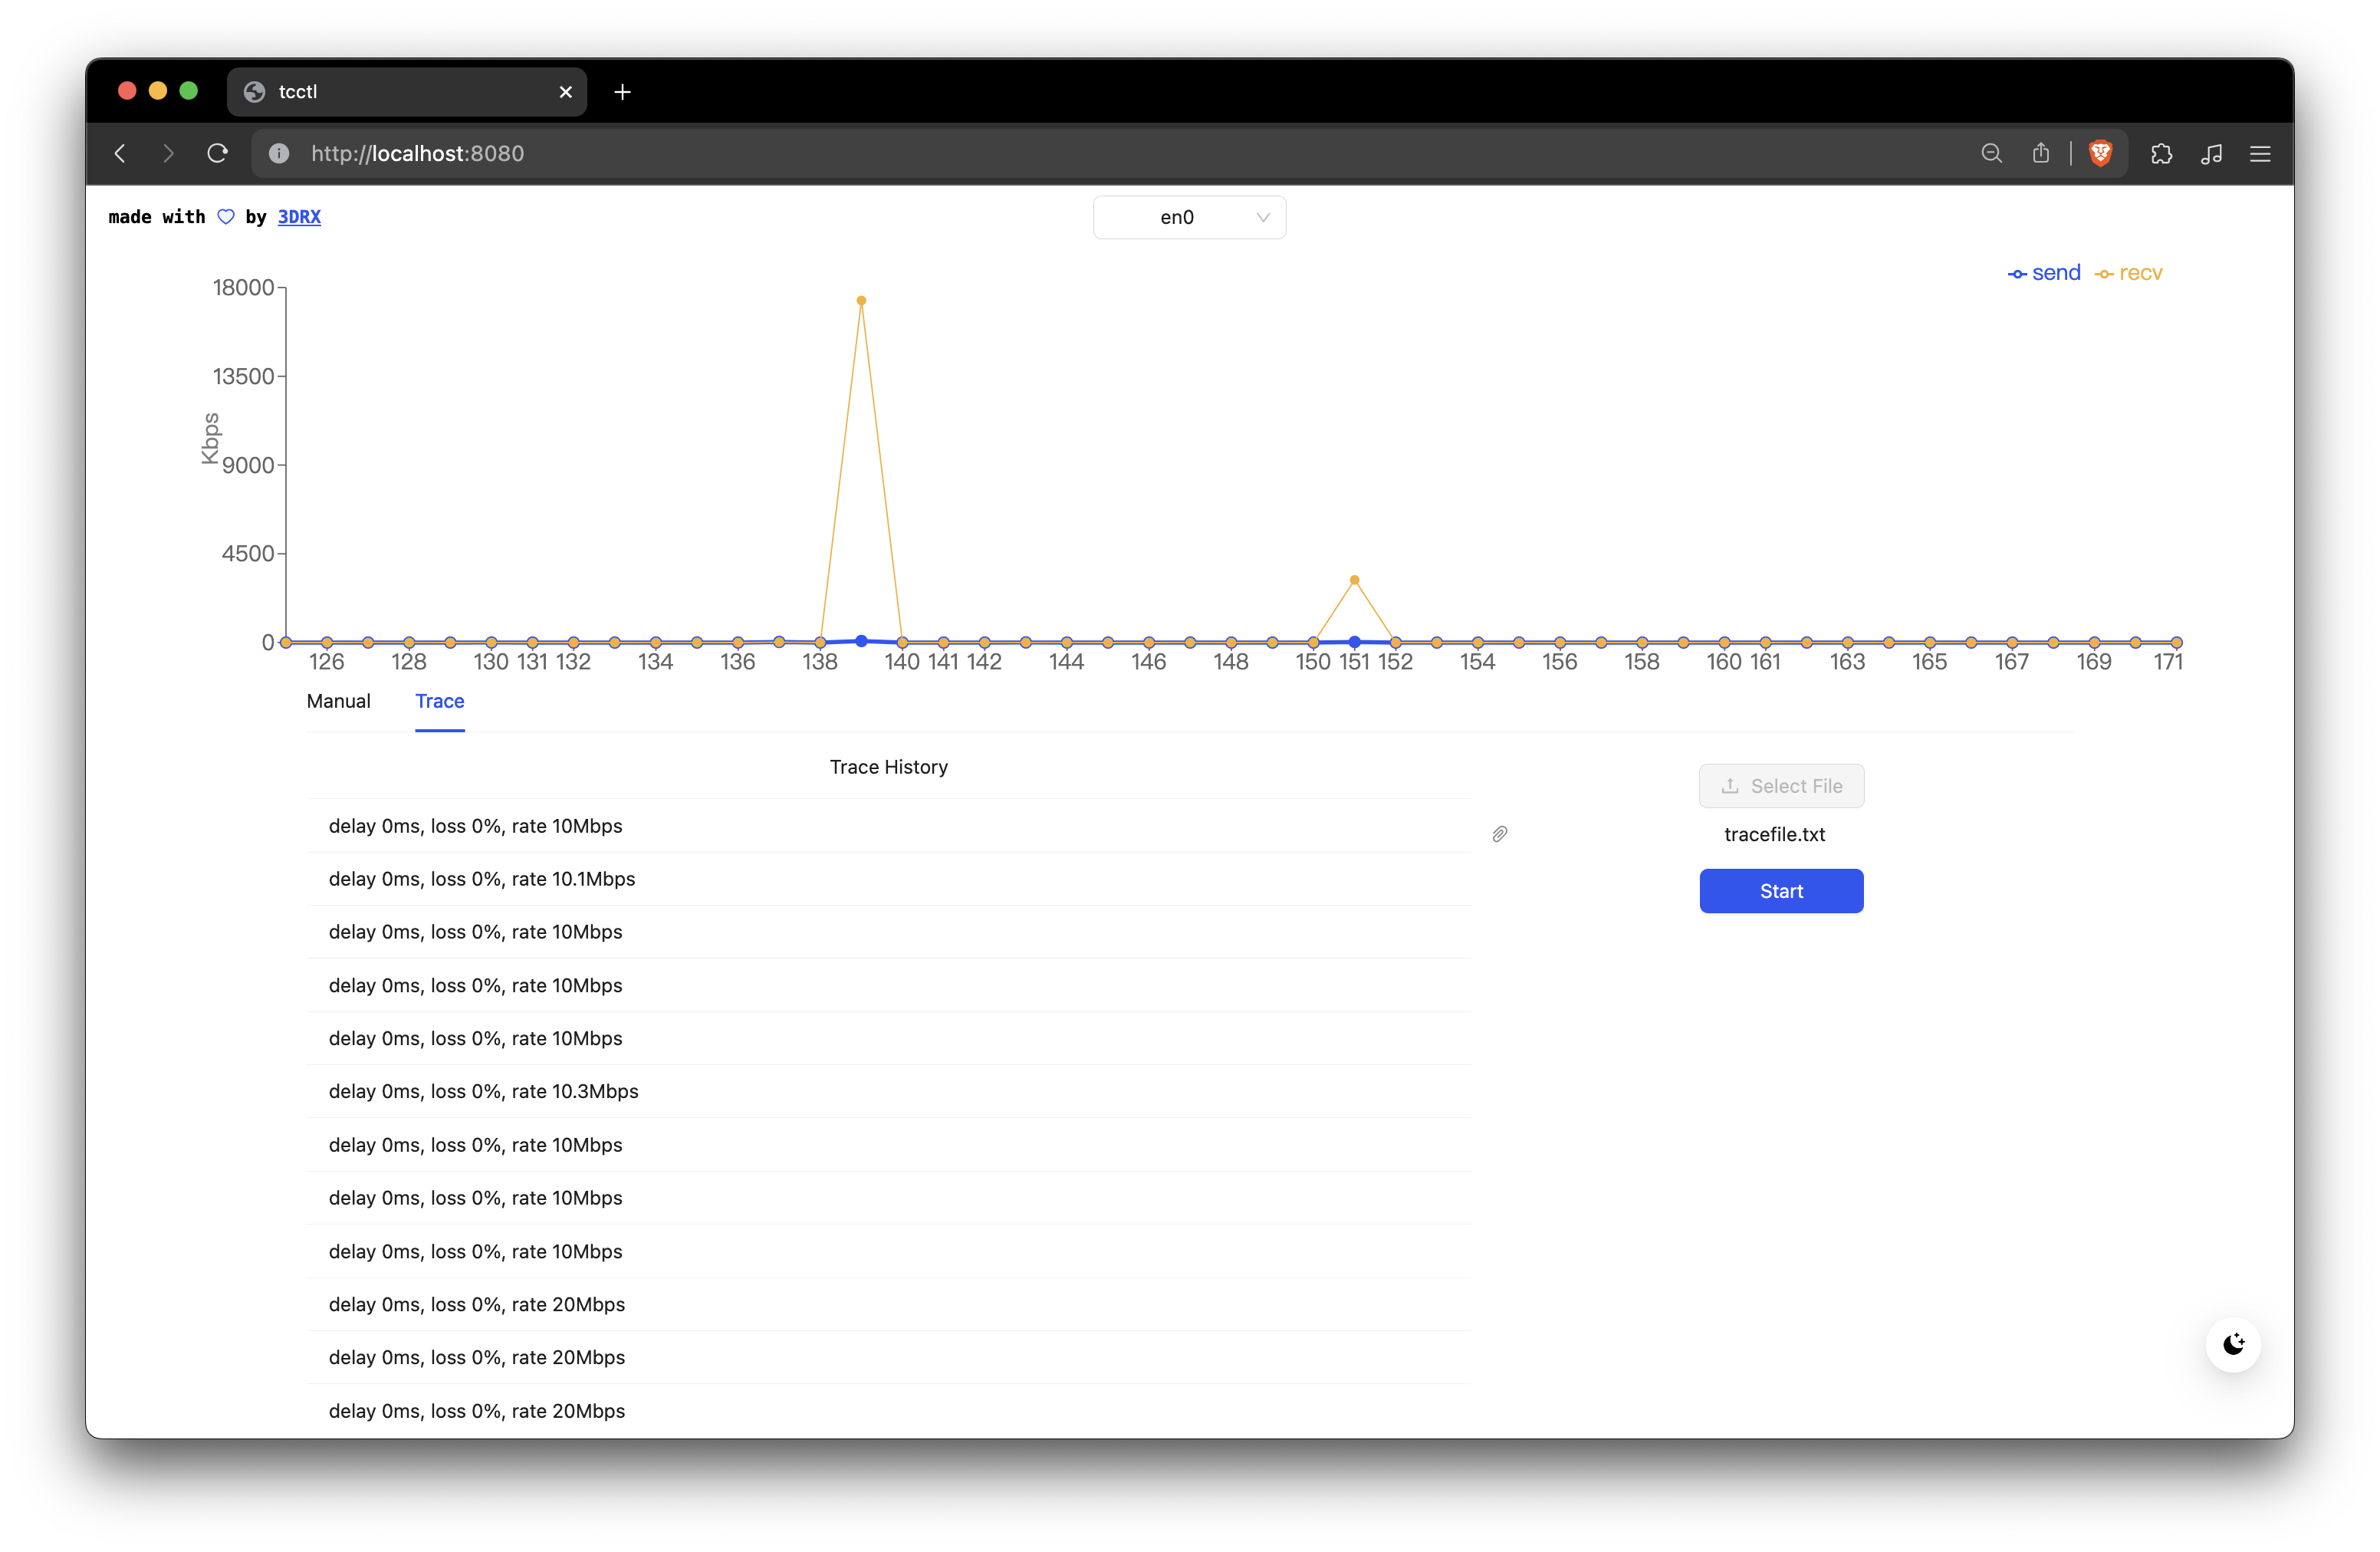 tcctl
http://localhost:8080
made with by 3DRX
en0
send recv
18000
13500
9000
4500
0
Kbps
126 128 130 131 132 134 136 138 140 141 142 144 146 148 150 151 152 154 156 158 160 161 163 165 167 169 171
Manual Trace
Trace History
delay 0ms, loss 0%, rate 10Mbps
delay 0ms, loss 0%, rate 10.1Mbps
delay 0ms, loss 0%, rate 10Mbps
delay 0ms, loss 0%, rate 10Mbps
delay 0ms, loss 0%, rate 10Mbps
delay 0ms, loss 0%, rate 10.3Mbps
delay 0ms, loss 0%, rate 10Mbps
delay 0ms, loss 0%, rate 10Mbps
delay 0ms, loss 0%, rate 10Mbps
delay 0ms, loss 0%, rate 20Mbps
delay 0ms, loss 0%, rate 20Mbps
delay 0ms, loss 0%, rate 20Mbps
Select File
tracefile.txt
Start